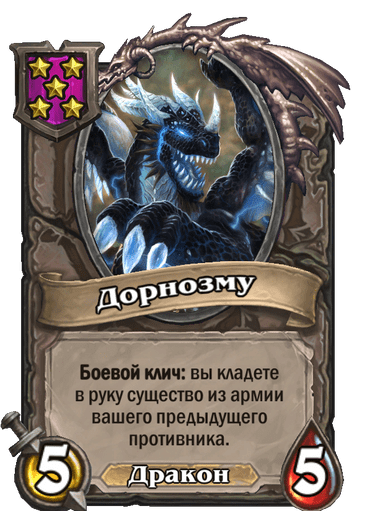 Дорнозму
Боевой клич: вы кладете
в руку существо из армии
вашего предыдущего
противника.
5
Дракон
5